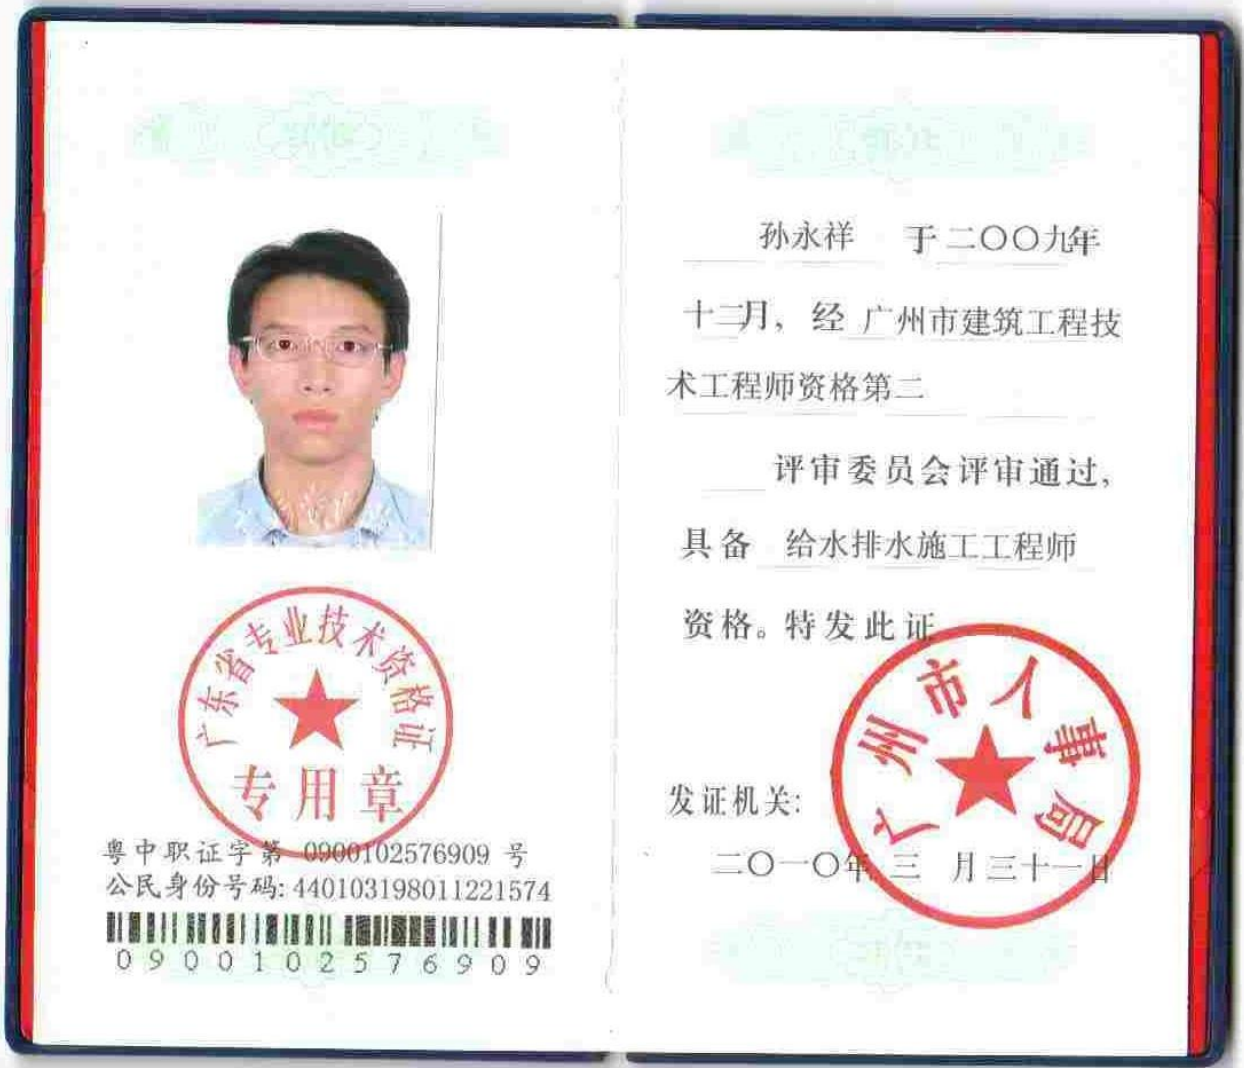 广东省专业技术资格证
专用章
粤中职证字第 0900102576909 号
公民身份号码: 440103198011221574
0900102576909
孙永祥 于二〇〇九年
十二月，经 广州市建筑工程技
术工程师资格第二
评审委员会评审通过，
具备 给水排水施工工程师
资格。特发此证
广州市人事局
发证机关:
二〇一〇年 三 月三十一日